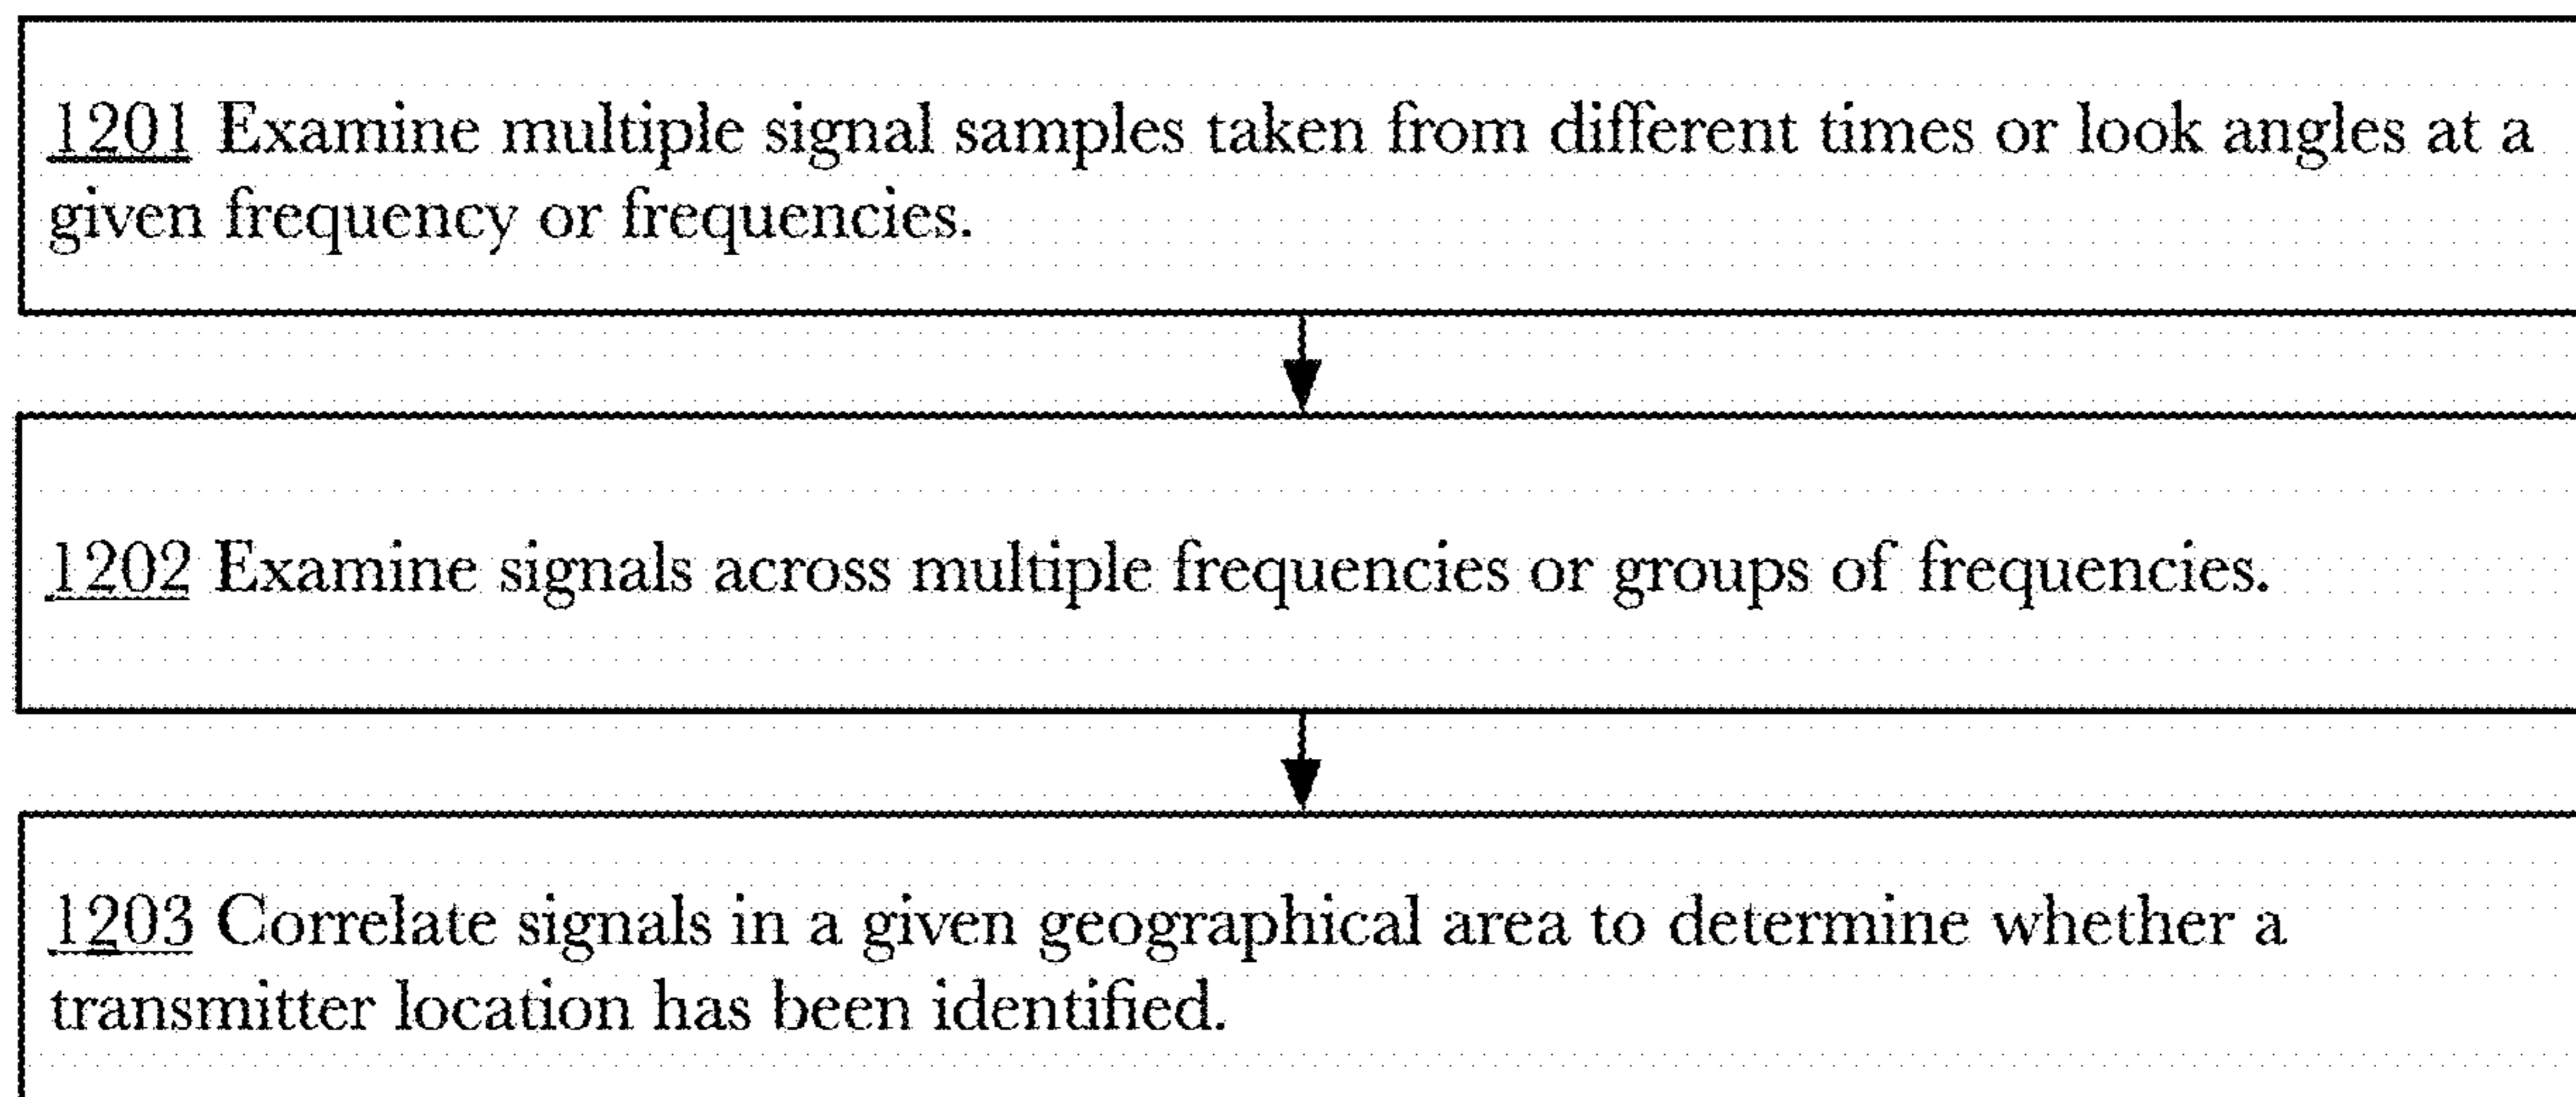 1201 Examine multiple signal samples taken from different times or look angles at a
given frequency or frequencies.
1202 Examine signals across multiple frequencies or groups of frequencies.
1203 Correlate signals in a given geographical area to determine whether a
transmitter location has been identified.